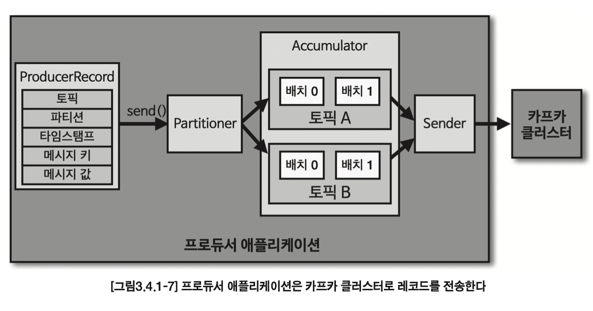 ProducerRecord
토픽
파티션
타임스탬프
메시지 키
메시지 값
send()
Partitioner
Accumulator
배치 0
배치 1
토픽 A
배치 0
배치 1
토픽 B
Sender
카프카
클러스터
프로듀서 애플리케이션
[그림3.4.1-7] 프로듀서 애플리케이션은 카프카 클러스터로 레코드를 전송한다